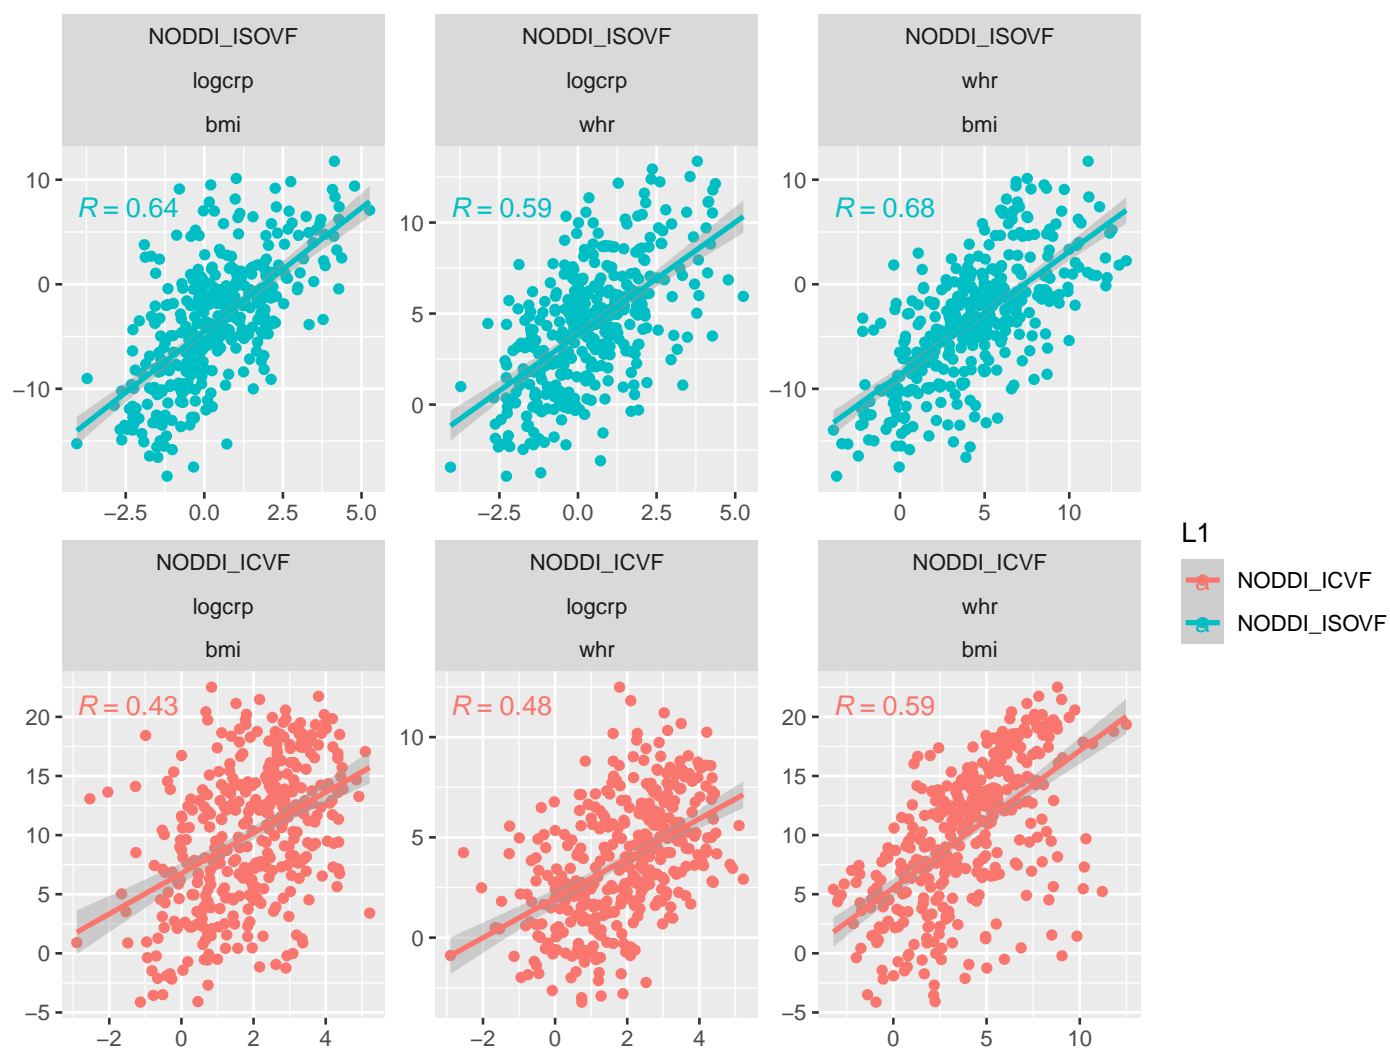 NODDI_ISOVF
logcrp
bmi
NODDI_ISOVF
logcrp
whr
NODDI_ISOVF
whr
bmi
R = 0.64
10
0
−10
−2.5 0.0 2.5 5.0
R = 0.59
10
5
0
−2.5 0.0 2.5 5.0
R = 0.68
10
0
−10
0 5 10
NODDI_ICVF
logcrp
bmi
NODDI_ICVF
logcrp
whr
NODDI_ICVF
whr
bmi
R = 0.43
20
15
10
5
0
−5
−2 0 2 4
R = 0.48
10
5
0
−2 0 2 4
R = 0.59
20
15
10
5
0
−5
0 5 10
L1
a NODDI_ICVF
a NODDI_ISOVF